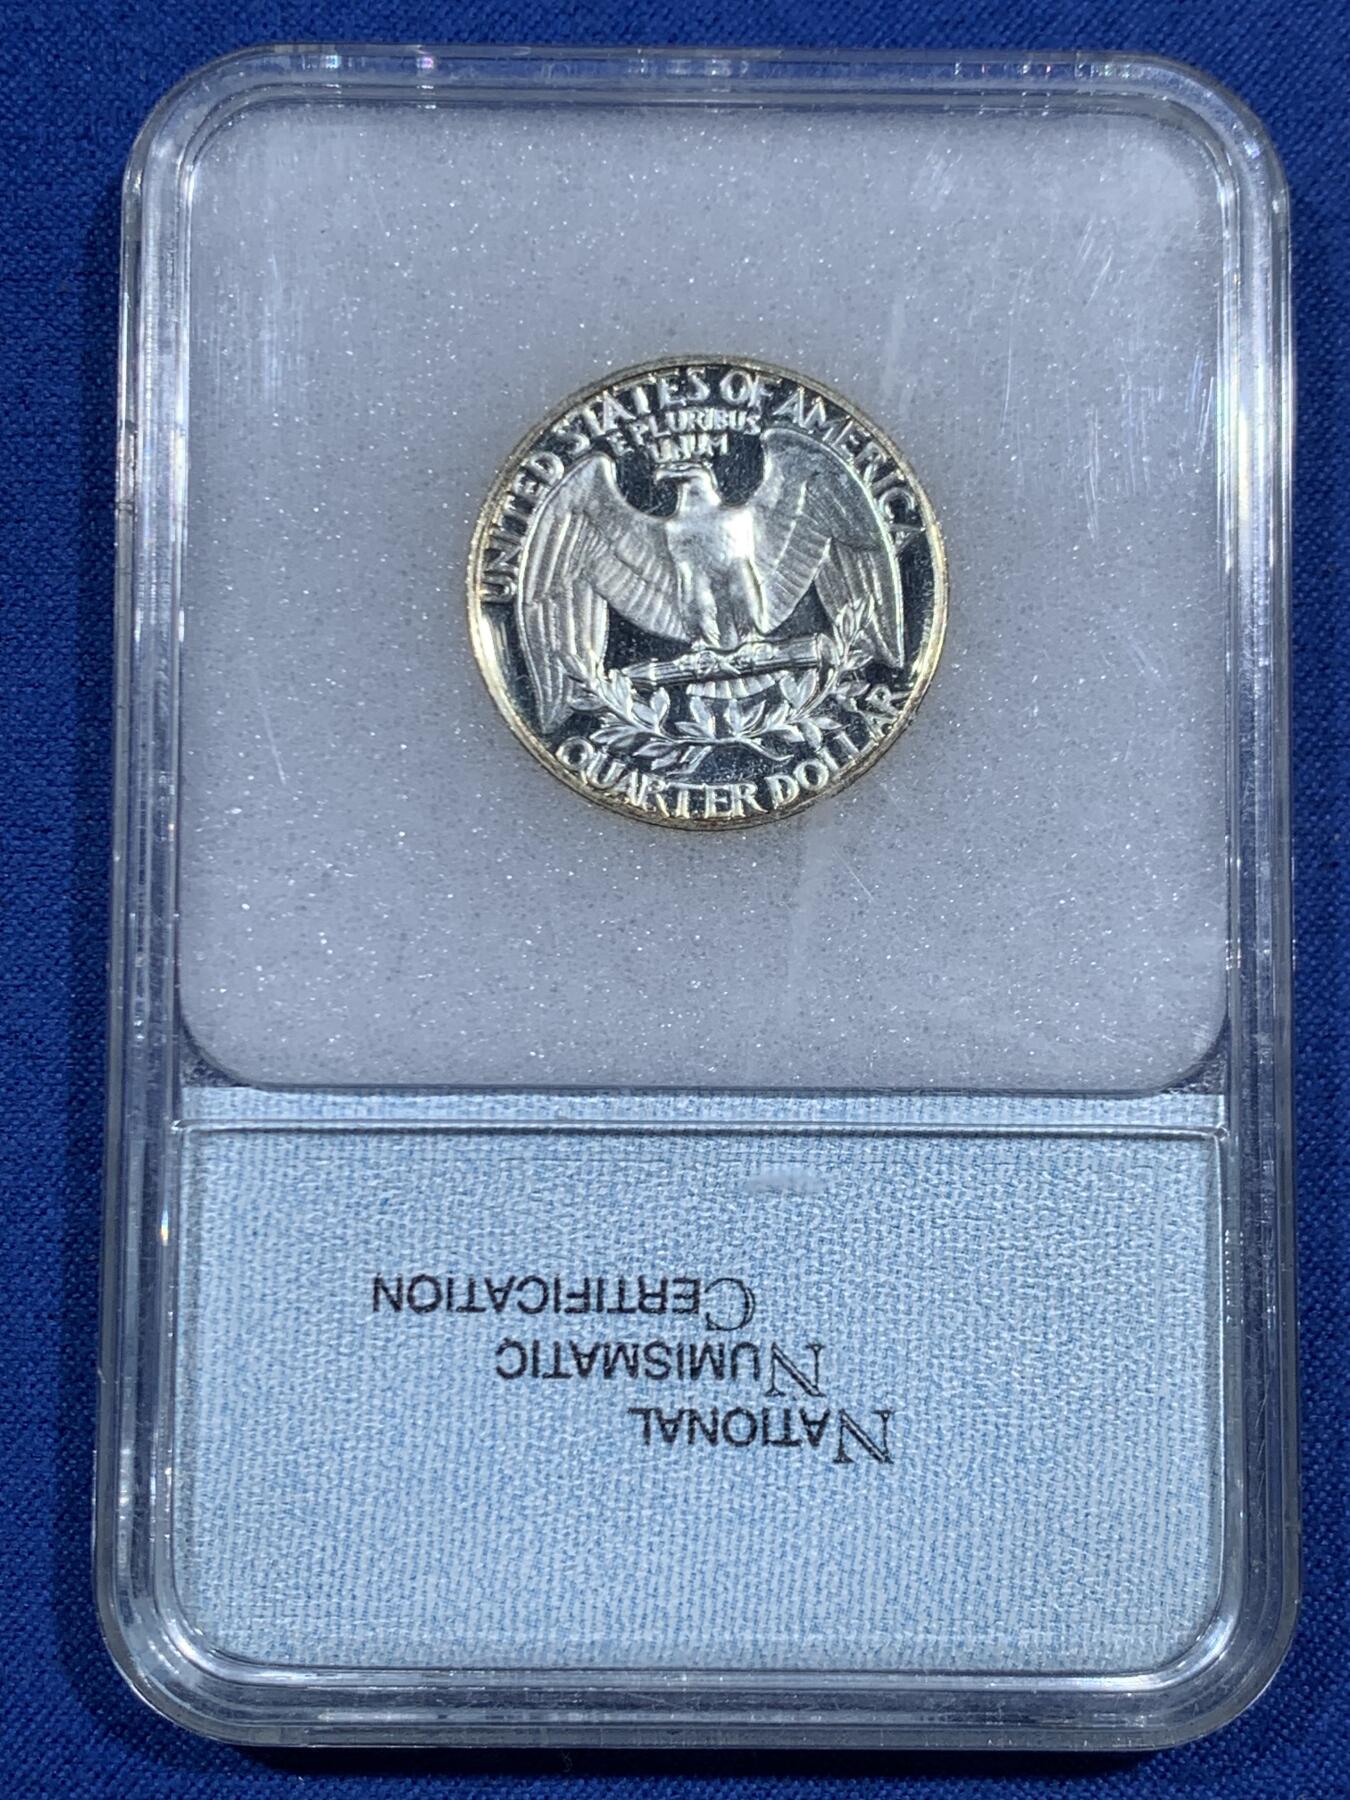 UNITED STATES OF AMERICA
E PLURIBUS
UNUM
QUARTER DOLLAR
NATIONAL
NUMISMATIC
CERTIFICATION